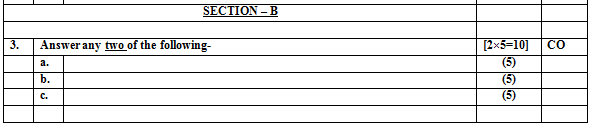 SECTION – B
3. Answer any two of the following- [2×5=10] CO
a. (5)
b. (5)
c. (5)